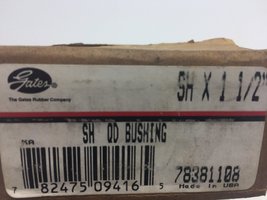 Gates
The Gates Rubber Company
SH X 1 1/2"
SH QD BUSHING
KA
78381108
7 82475 09416 5
Made in USA